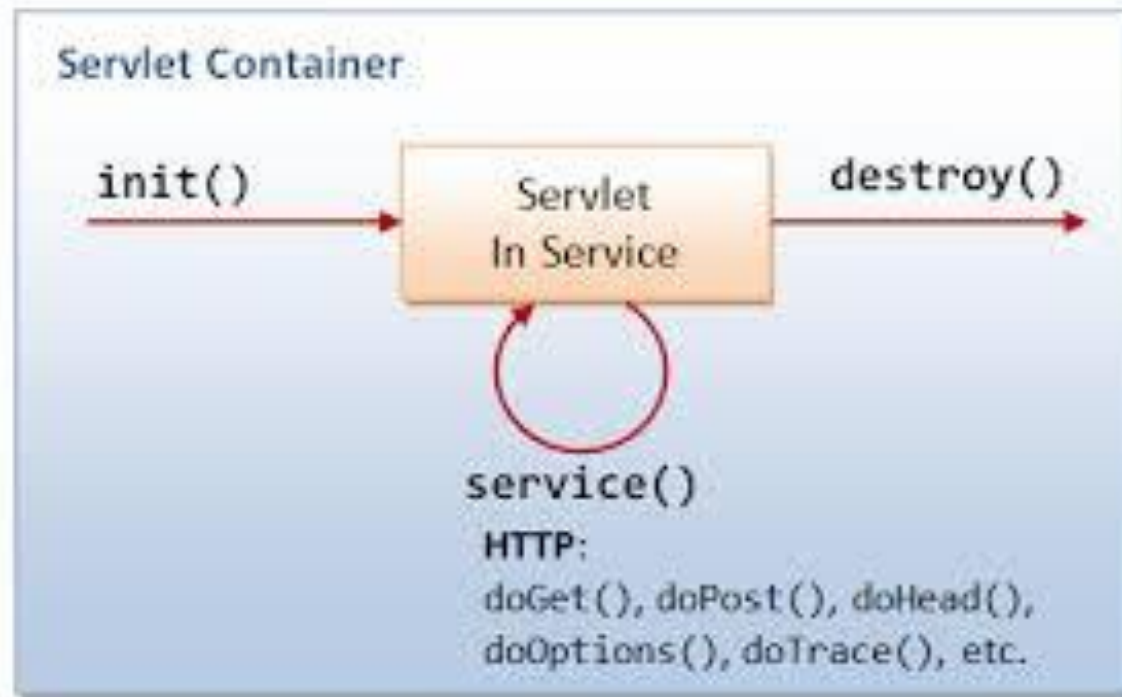 Servlet Container
init()
Servlet
In Service
destroy()
service()
HTTP:
doGet(), doPost(), doHead(),
doOptions(), doTrace(), etc.